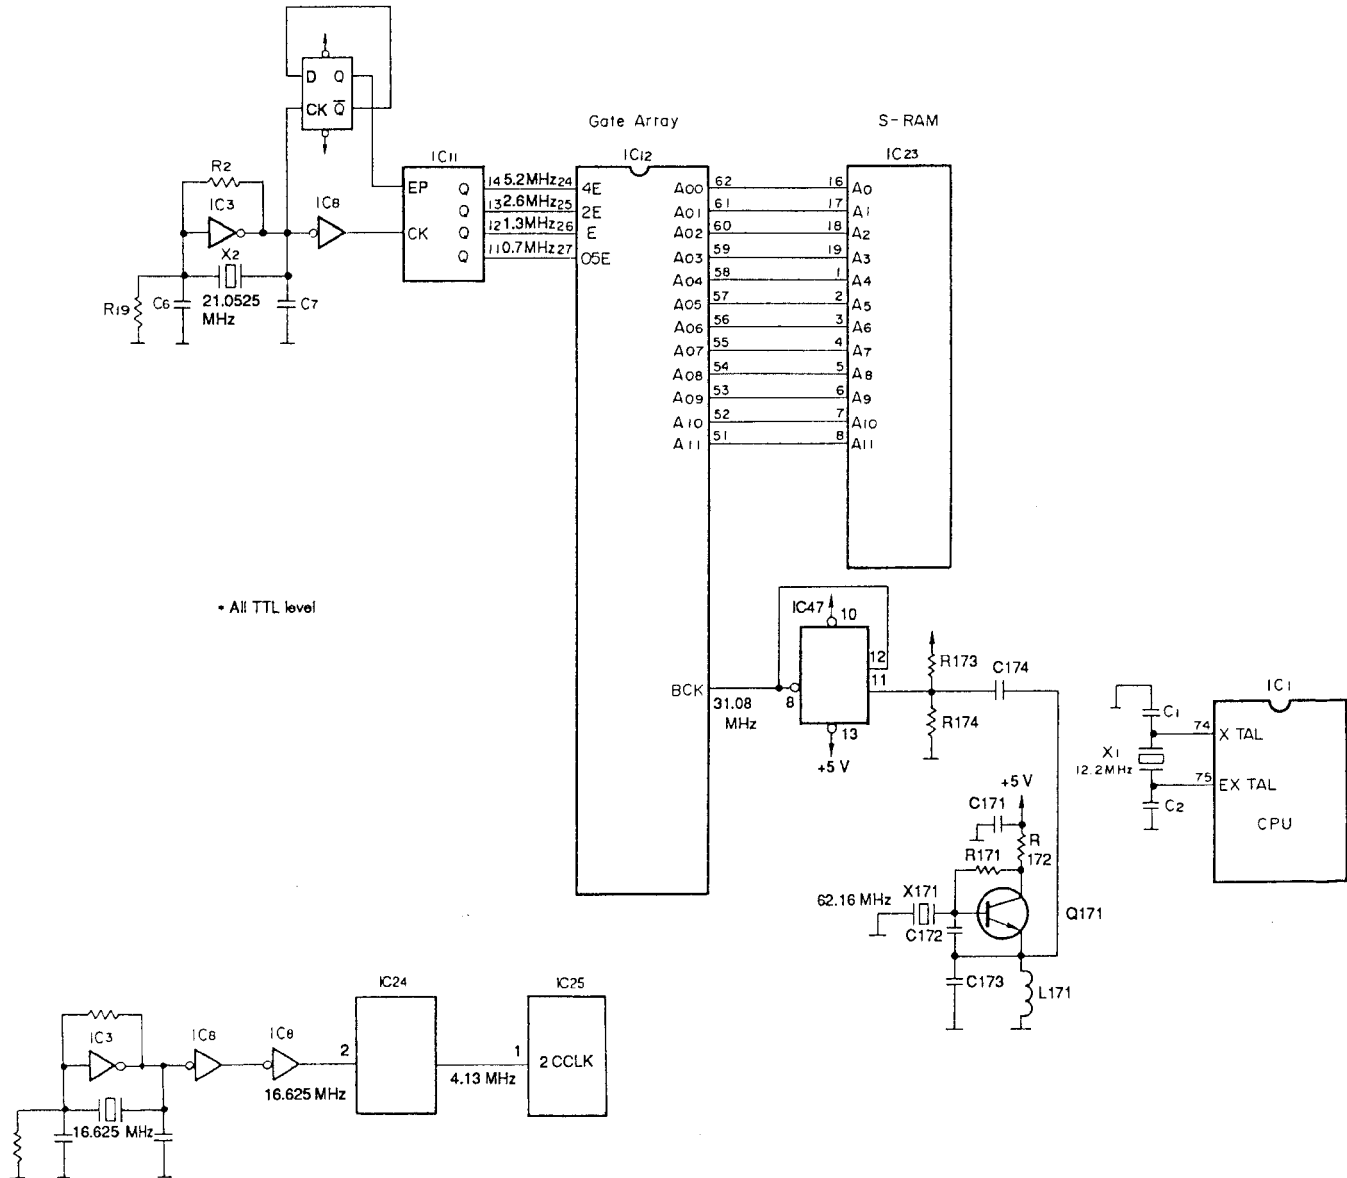 D Q
CK Q
Gate Array
S-RAM
IC11
IC12
IC23
R2
IC3
IC8
X2
21.0525
MHz
R19
C6
C7
EP Q
CK Q
Q
Q
14 5.2MHz 24
13 2.6MHz 25
12 1.3MHz 26
11 0.7MHz 27
4E
2E
E
05E
A00 62 16 A0
A01 61 17 A1
A02 60 18 A2
A03 59 19 A3
A04 58 1 A4
A05 57 2 A5
A06 56 3 A6
A07 55 4 A7
A08 54 5 A8
A09 53 6 A9
A10 52 7 A10
A11 51 8 A11
* All TTL level
IC47
10
12
11
8
13
+5 V
BCK
31.08
MHz
R173
R174
C174
IC1
C1
74
X TAL
X1
12.2MHz
75
EX TAL
C2
CPU
+5 V
C171
R
172
R171
62.16 MHz
X171
Q171
C172
C173
L171
IC24
IC25
IC3
IC8
IC8
2
1
2 CCLK
16.625 MHz
4.13 MHz
16.625 MHz